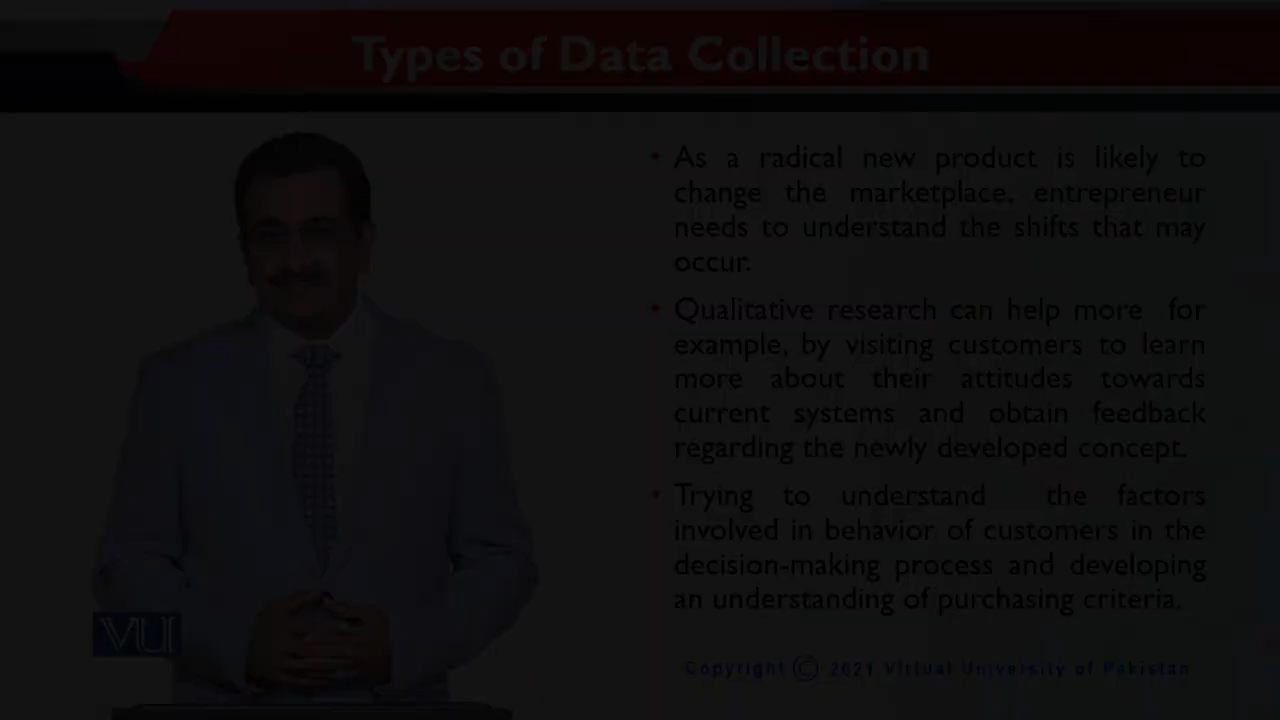 Types of Data Collection
• As a radical new product is likely to
change the marketplace, entrepreneur
needs to understand the shifts that may
occur.
• Qualitative research can help more for
example, by visiting customers to learn
more about their attitudes towards
current systems and obtain feedback
regarding the newly developed concept.
• Trying to understand the factors
involved in behavior of customers in the
decision-making process and developing
an understanding of purchasing criteria.
VU
Copyright © 2021 Virtual University of Pakistan